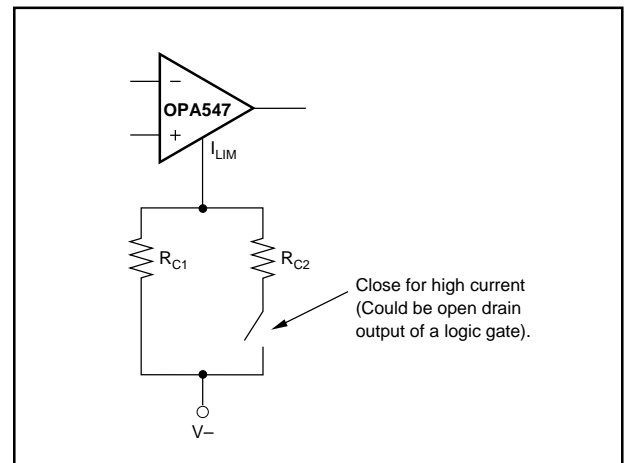 −
OPA547
+
I_LIM
R_C1
R_C2
Close for high current
(Could be open drain
output of a logic gate).
V–